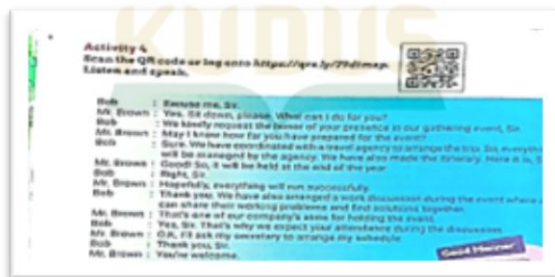 KUDUS
Activity 4
Scan the QR code or log onto https://qrs.ly/
Listen and speak.
Bob : Excuse me, Sir.
Mr. Brown : Yes. Sit down, please. What can I do for you?
Bob : We kindly request the honor of your presence at our gathering event, Sir.
Mr. Brown : May I know how far you have prepared for the event?
Bob : Sure. We have coordinated with a travel agency to arrange the trip. So, everything
will be managed by the agency. We have also made the itinerary. Here it is, S
Mr. Brown : Good! So, it will be held at the end of the year
Bob : Right, Sir.
Mr. Brown : Hopefully, everything will run successfully.
Bob : Thank you. We have also arranged a work discussion during the event where
can share their working problems and find solutions together.
Mr. Brown : That's one of our company's aims for holding the event.
Bob : Yes, Sir. That's why we expect your attendance during the discussion.
Mr. Brown : O.K. I'll ask my secretary to arrange my schedule.
Bob : Thank you, Sir.
Mr. Brown : You're welcome.
Good Manner